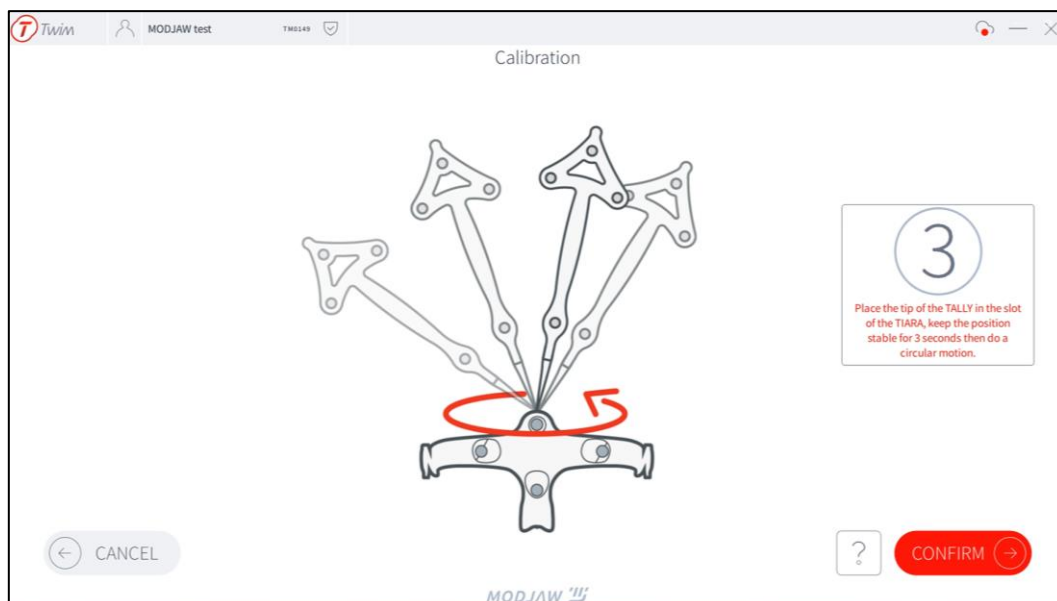 T Twim MODJAW test TM0149
Calibration
3
Place the tip of the TALLY in the slot
of the TIARA, keep the position
stable for 3 seconds then do a
circular motion.
CANCEL
?
CONFIRM
MODJAW